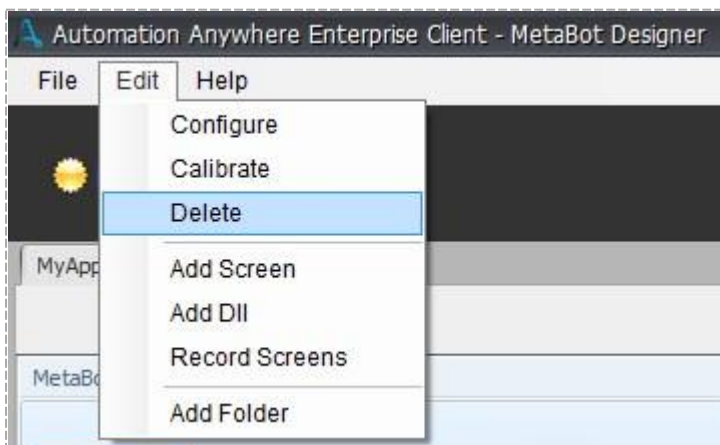 Automation Anywhere Enterprise Client - MetaBot Designer
File Edit Help
Configure
Calibrate
Delete
Add Screen
MyApp
Add Dll
Record Screens
MetaBo
Add Folder